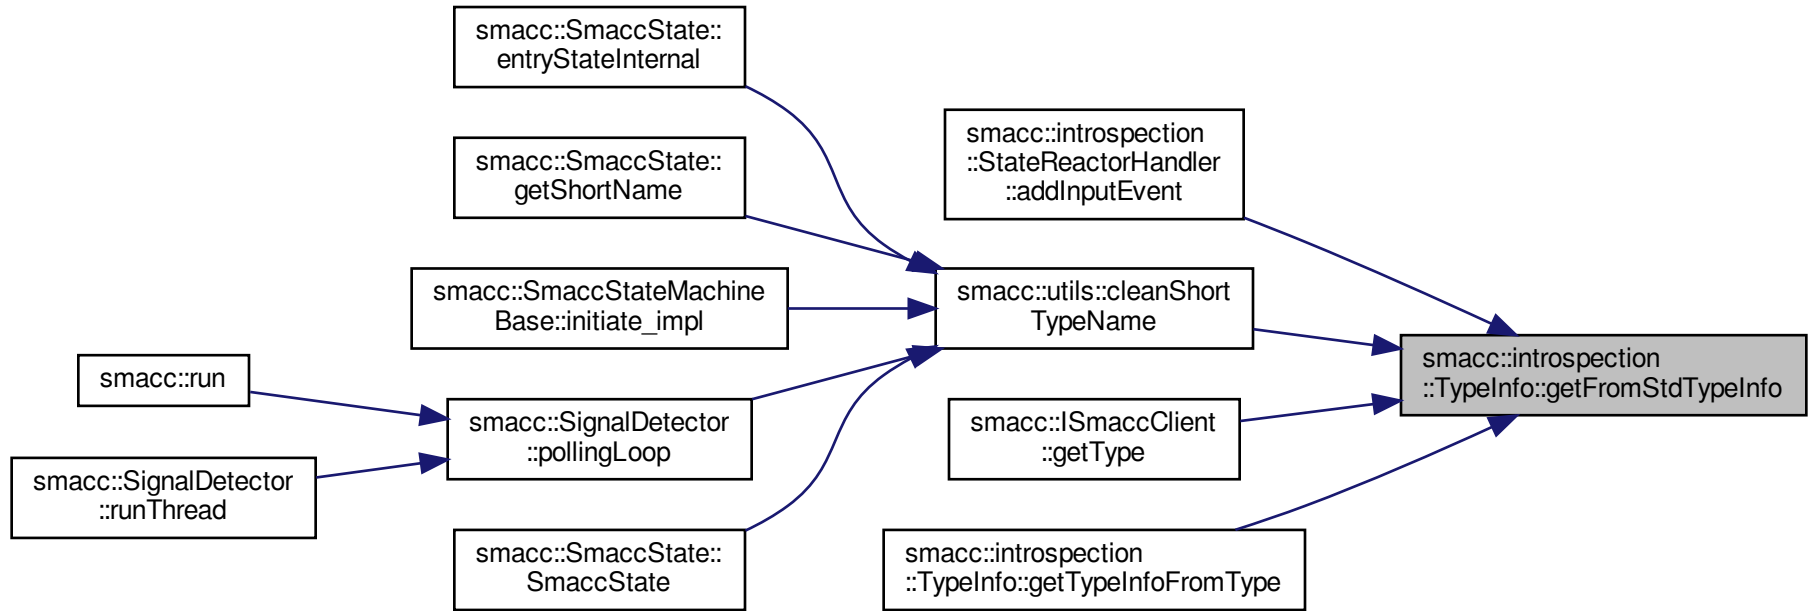 smacc::SmaccState::
entryStateInternal
smacc::SmaccState::
getShortName
smacc::SmaccStateMachine
Base::initiate_impl
smacc::run
smacc::SignalDetector
::pollingLoop
smacc::SignalDetector
::runThread
smacc::SmaccState::
SmaccState
smacc::introspection
::StateReactorHandler
::addInputEvent
smacc::utils::cleanShort
TypeName
smacc::ISmaccClient
::getType
smacc::introspection
::TypeInfo::getTypeInfoFromType
smacc::introspection
::TypeInfo::getFromStdTypeInfo